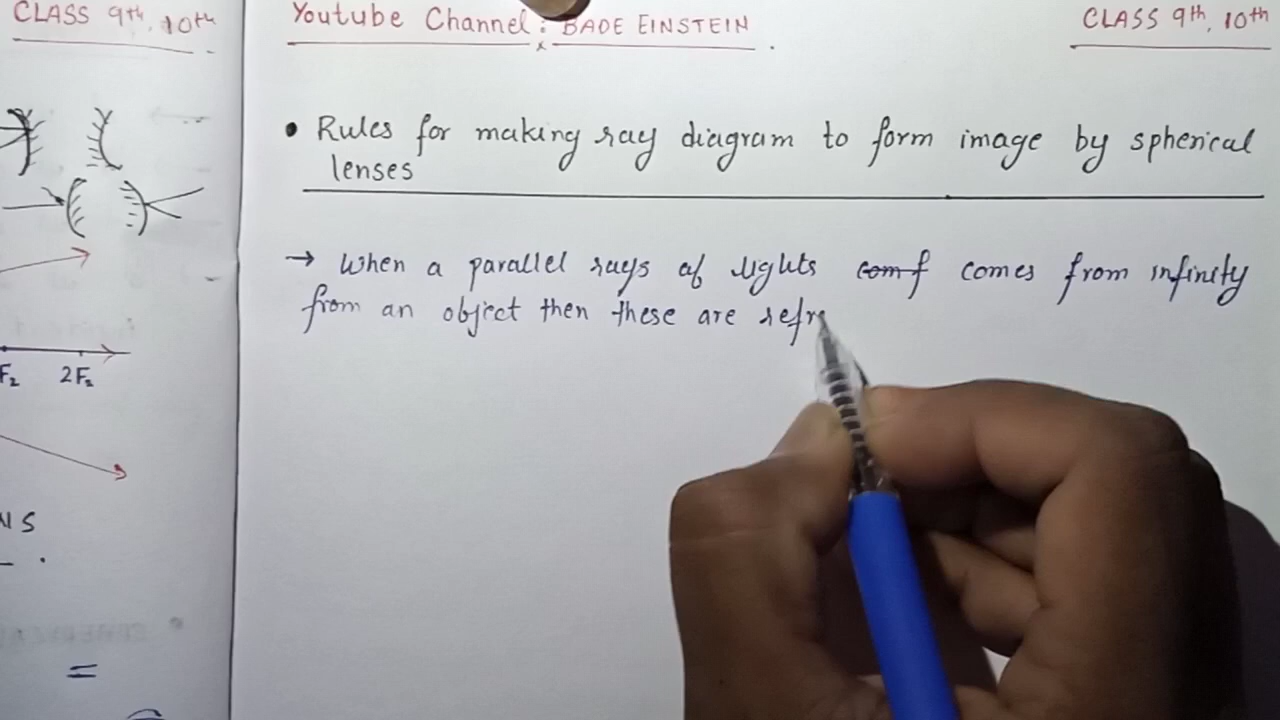 CLASS 9th, 10th
Youtube Channel: BADE EINSTEIN
CLASS 9th, 10th
• Rules for making ray diagram to form image by spherical
lenses
→ When a parallel rays of lights comf comes from infinity
from an object then these are refr
F₂ 2F₂
NS
=